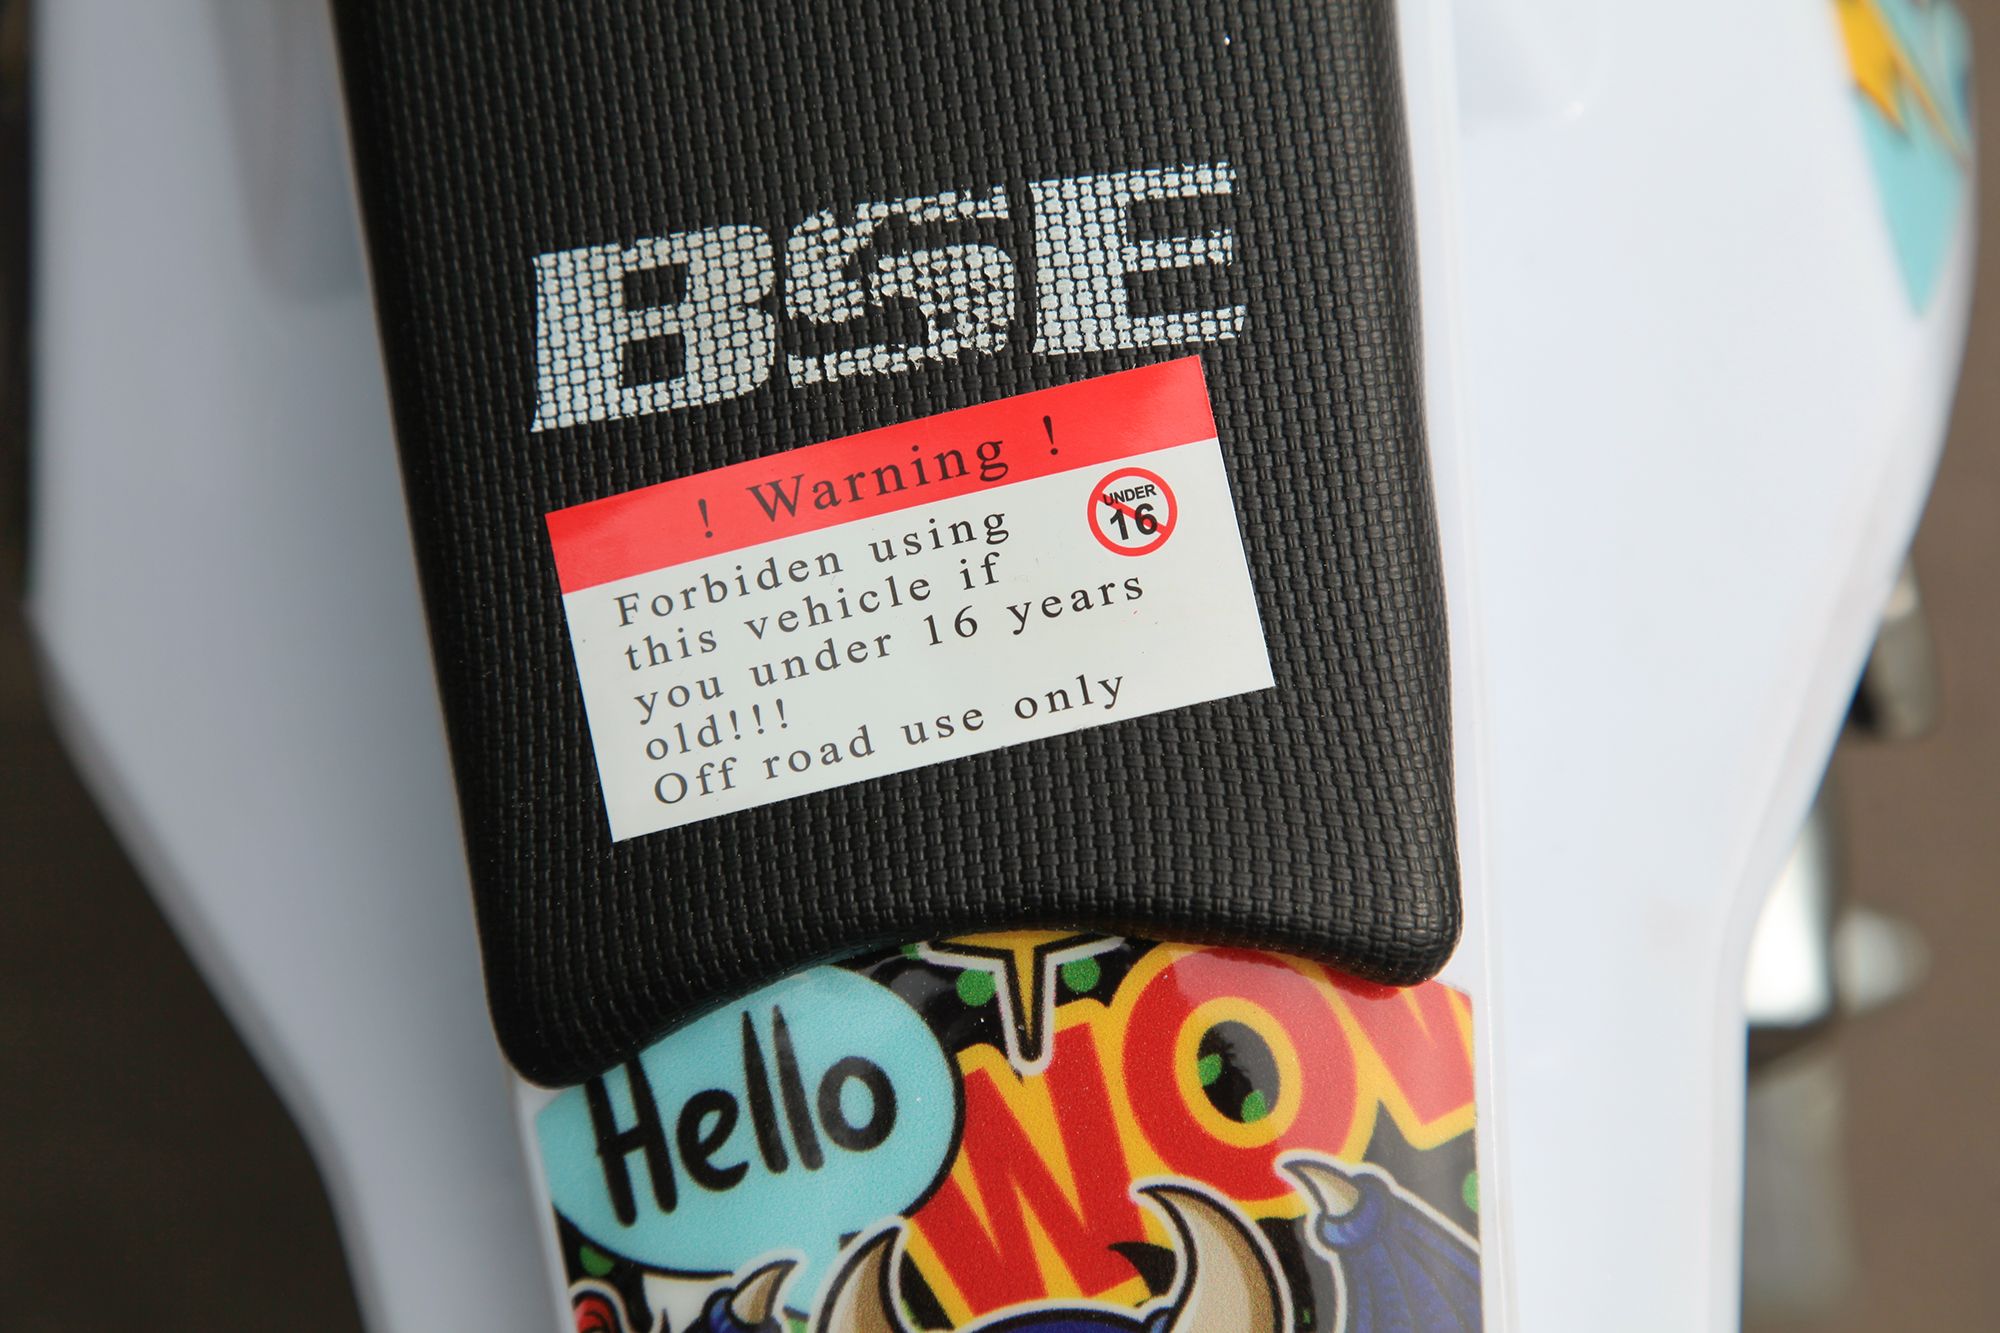 BSE
! Warning !
UNDER
16
Forbiden using
this vehicle if
you under 16 years
old!!!
Off road use only
Hello
WOW